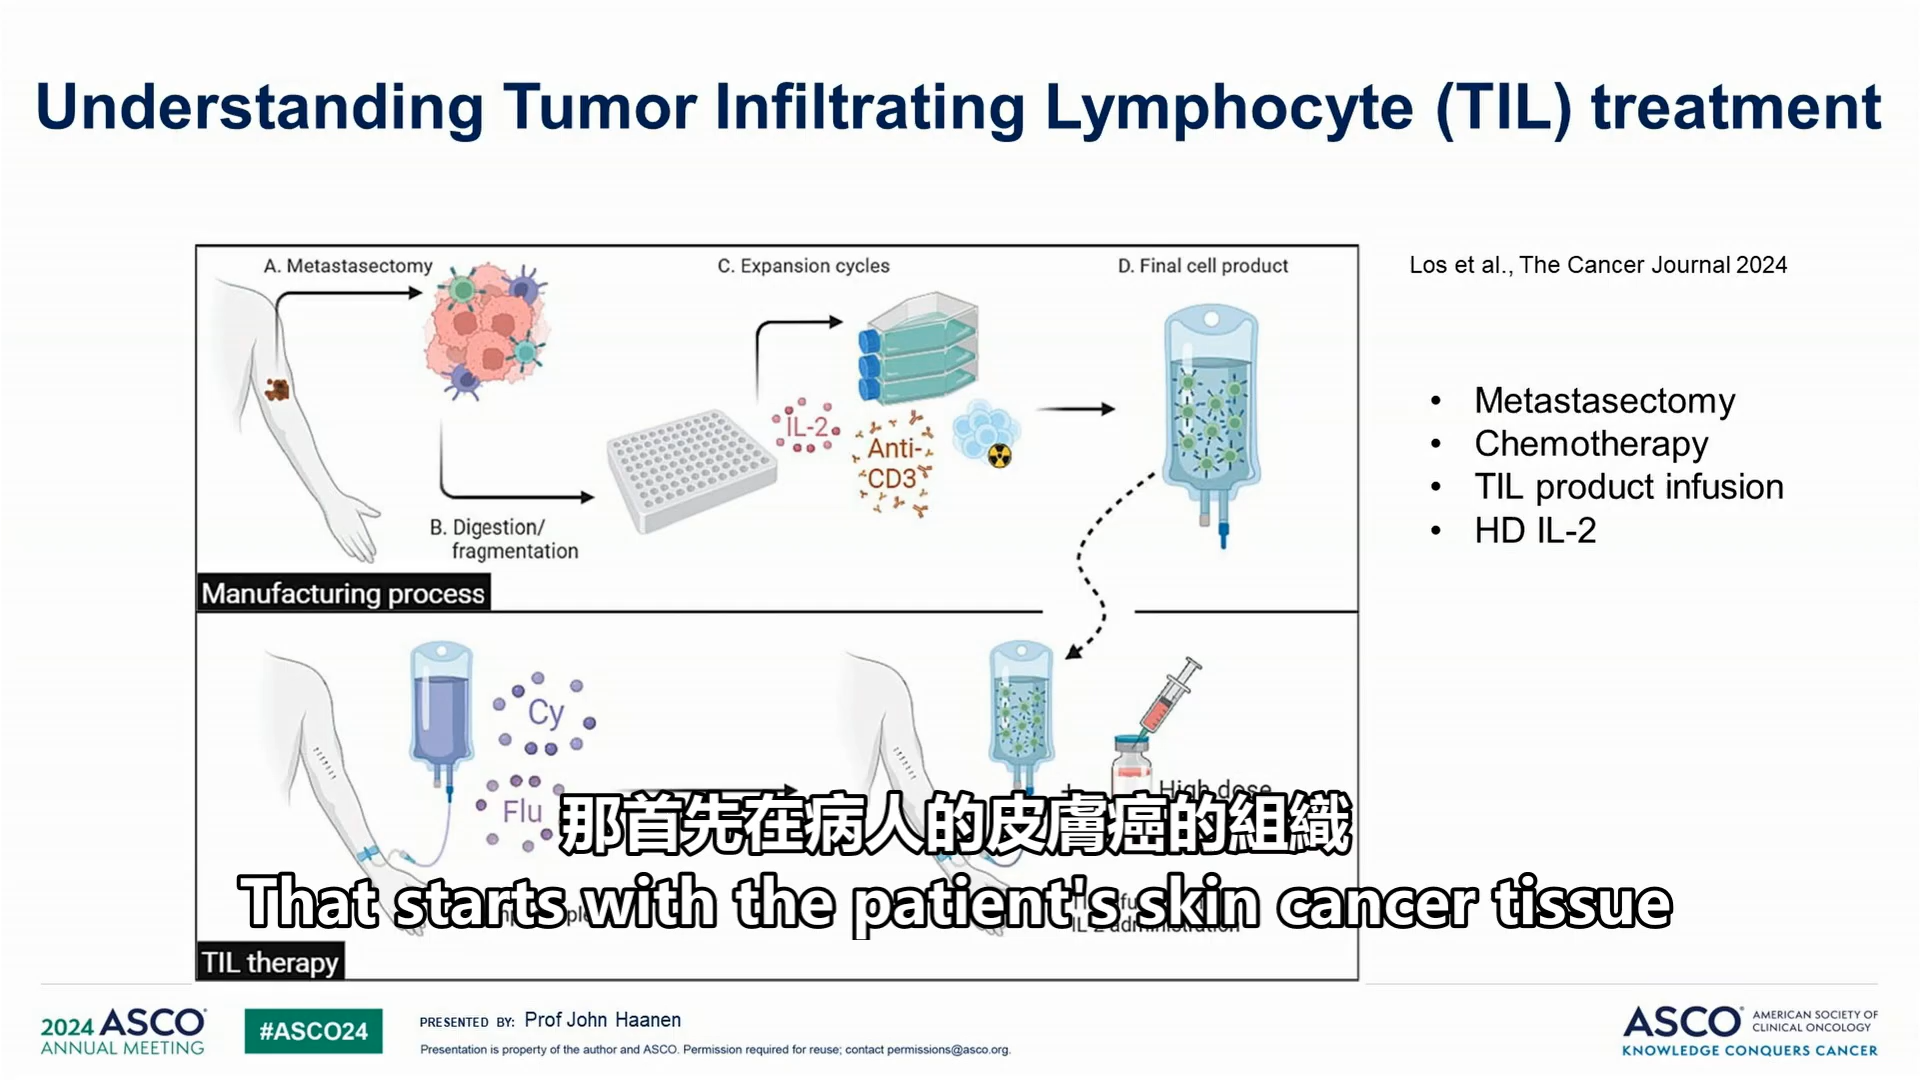 Understanding Tumor Infiltrating Lymphocyte (TIL) treatment
A. Metastasectomy
C. Expansion cycles
D. Final cell product
Los et al., The Cancer Journal 2024
IL-2
Anti-
CD3
B. Digestion/
fragmentation
Manufacturing process
• Metastasectomy
• Chemotherapy
• TIL product infusion
• HD IL-2
Cy
Flu
High dose
那首先在病人的皮膚癌的組織
That starts with the patient's skin cancer tissue
IL-2 administration
TIL therapy
2024 ASCO
ANNUAL MEETING
#ASCO24
PRESENTED BY: Prof John Haanen
Presentation is property of the author and ASCO. Permission required for reuse; contact permissions@asco.org.
ASCO AMERICAN SOCIETY OF
CLINICAL ONCOLOGY
KNOWLEDGE CONQUERS CANCER